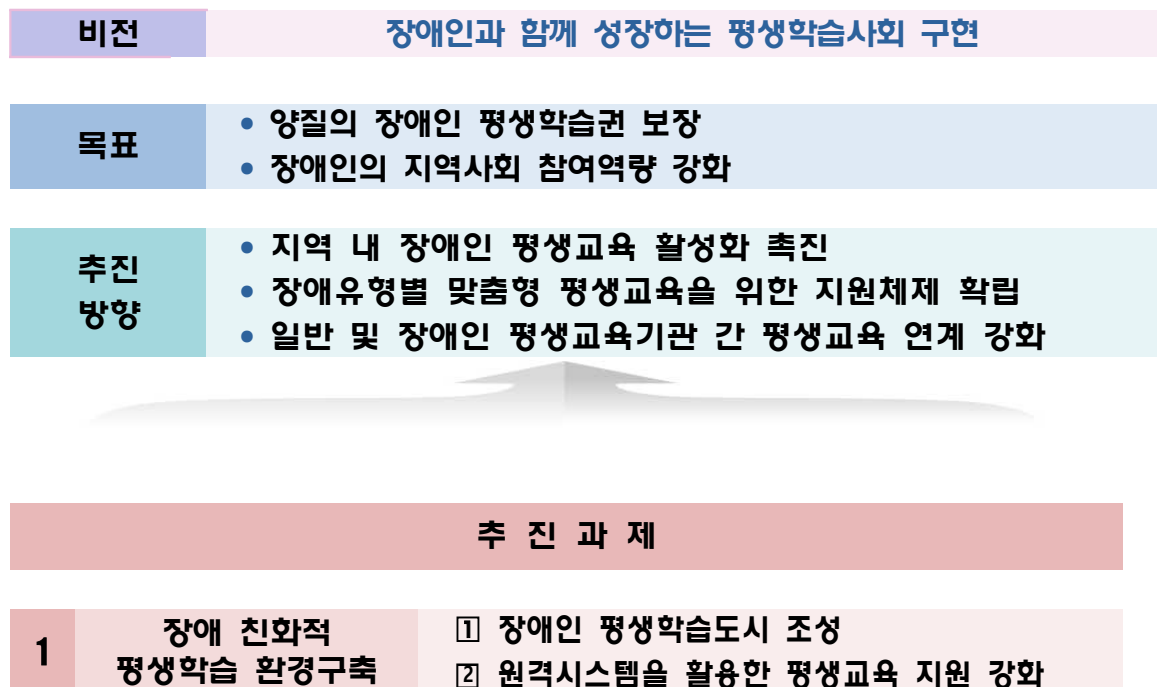 비전
장애인과 함께 성장하는 평생학습사회 구현
목표
• 양질의 장애인 평생학습권 보장
• 장애인의 지역사회 참여역량 강화
추진
방향
• 지역 내 장애인 평생교육 활성화 촉진
• 장애유형별 맞춤형 평생교육을 위한 지원체제 확립
• 일반 및 장애인 평생교육기관 간 평생교육 연계 강화
추 진 과 제
1
장애 친화적
평생학습 환경구축
1 장애인 평생학습도시 조성
2 원격시스템을 활용한 평생교육 지원 강화